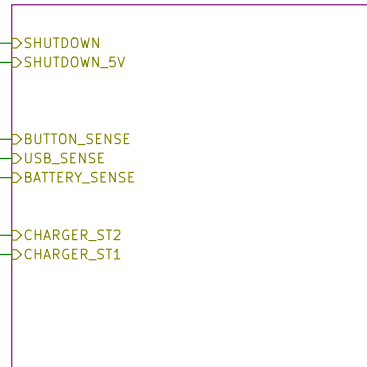 SHUTDOWN
SHUTDOWN_5V
BUTTON_SENSE
USB_SENSE
BATTERY_SENSE
CHARGER_ST2
CHARGER_ST1